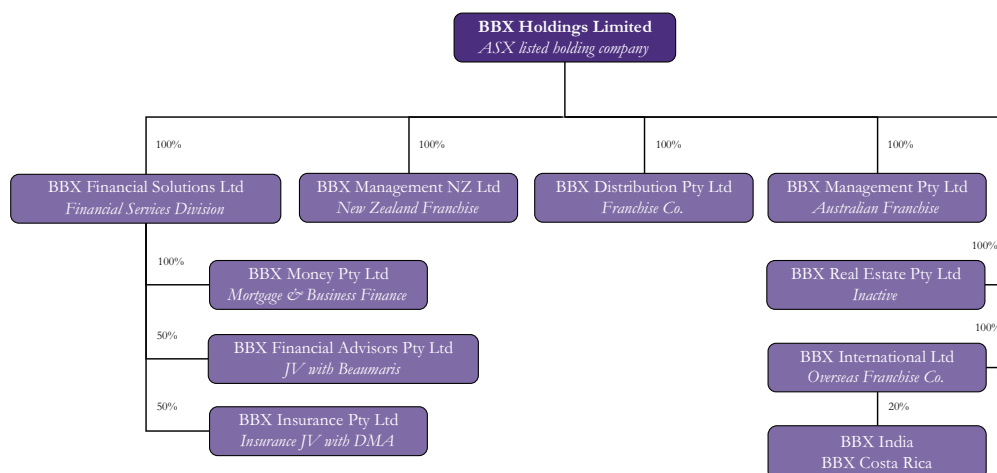 BBX Holdings Limited
ASX listed holding company
100%
100%
100%
100%
BBX Financial Solutions Ltd
Financial Services Division
BBX Management NZ Ltd
New Zealand Franchise
BBX Distribution Pty Ltd
Franchise Co.
BBX Management Pty Ltd
Australian Franchise
100%
BBX Money Pty Ltd
Mortgage & Business Finance
100%
BBX Real Estate Pty Ltd
Inactive
50%
BBX Financial Advisors Pty Ltd
JV with Beaumaris
100%
BBX International Ltd
Overseas Franchise Co.
50%
BBX Insurance Pty Ltd
Insurance JV with DMA
20%
BBX India
BBX Costa Rica